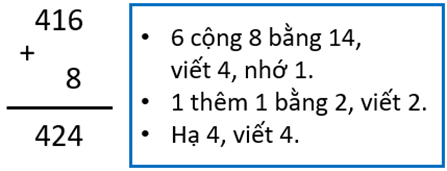 416
+
8
424
• 6 cộng 8 bằng 14,
viết 4, nhớ 1.
• 1 thêm 1 bằng 2, viết 2.
• Hạ 4, viết 4.